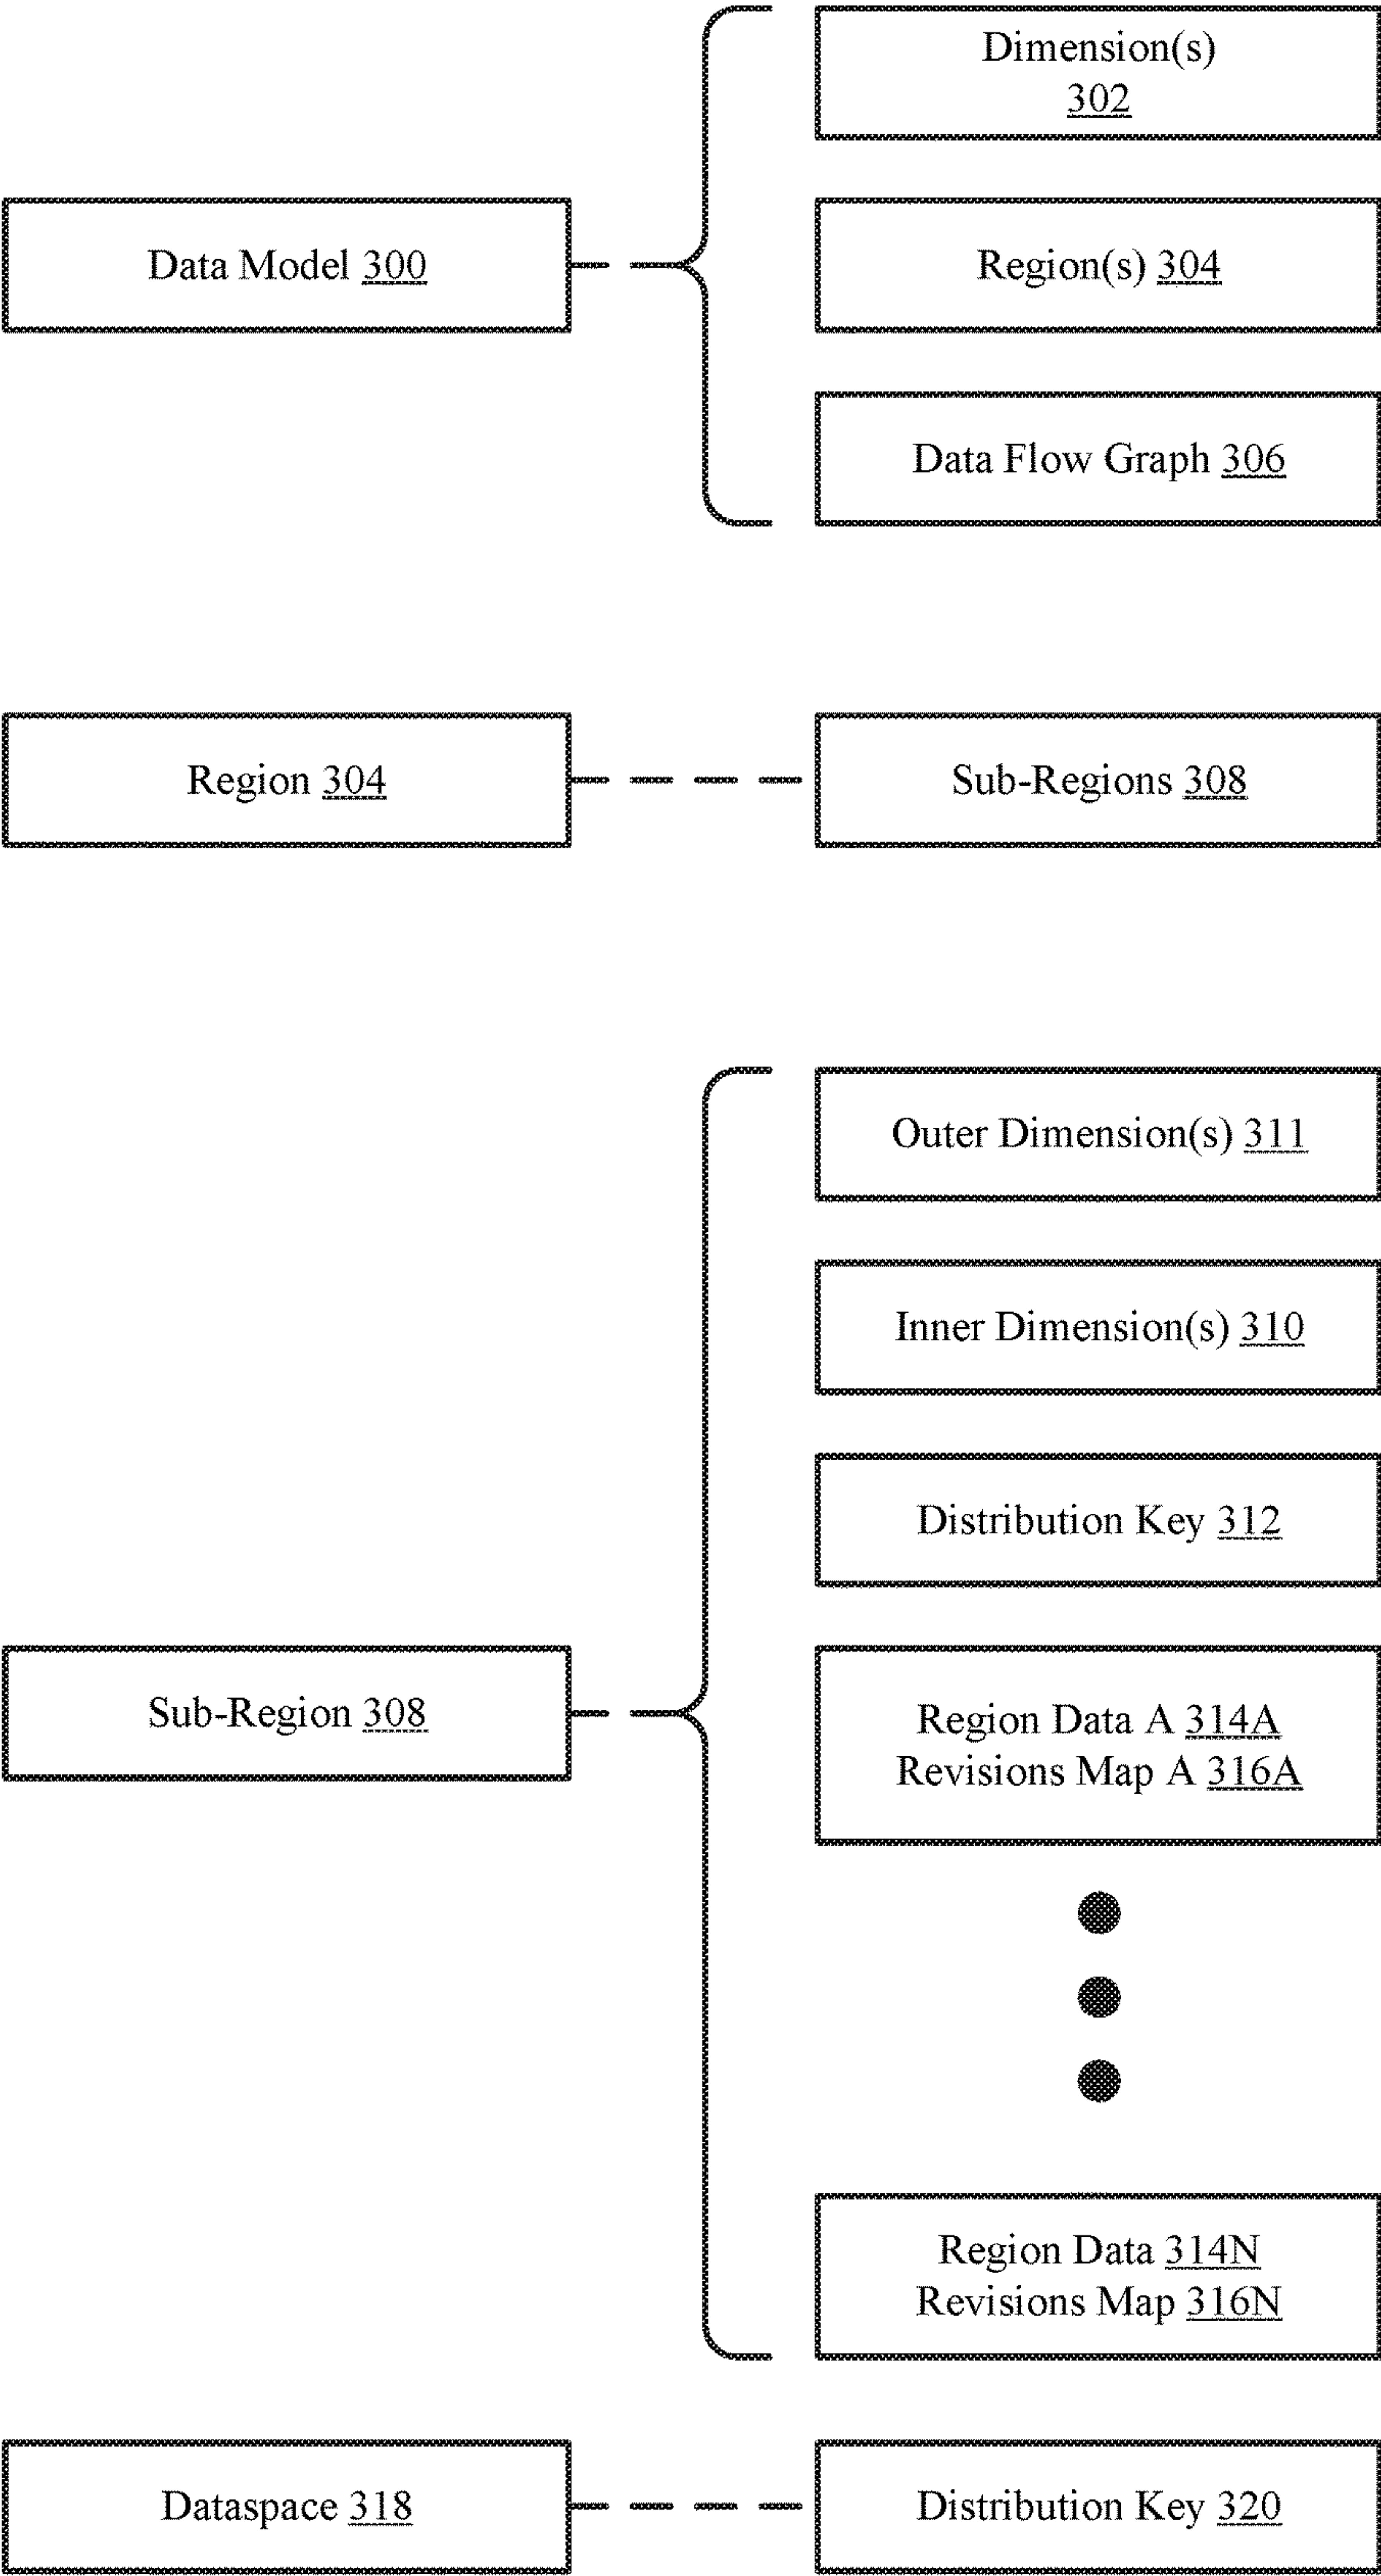 Dimension(s)
302
Data Model 300
Region(s) 304
Data Flow Graph 306
Region 304
Sub-Regions 308
Outer Dimension(s) 311
Inner Dimension(s) 310
Distribution Key 312
Sub-Region 308
Region Data A 314A
Revisions Map A 316A
Region Data 314N
Revisions Map 316N
Dataspace 318
Distribution Key 320